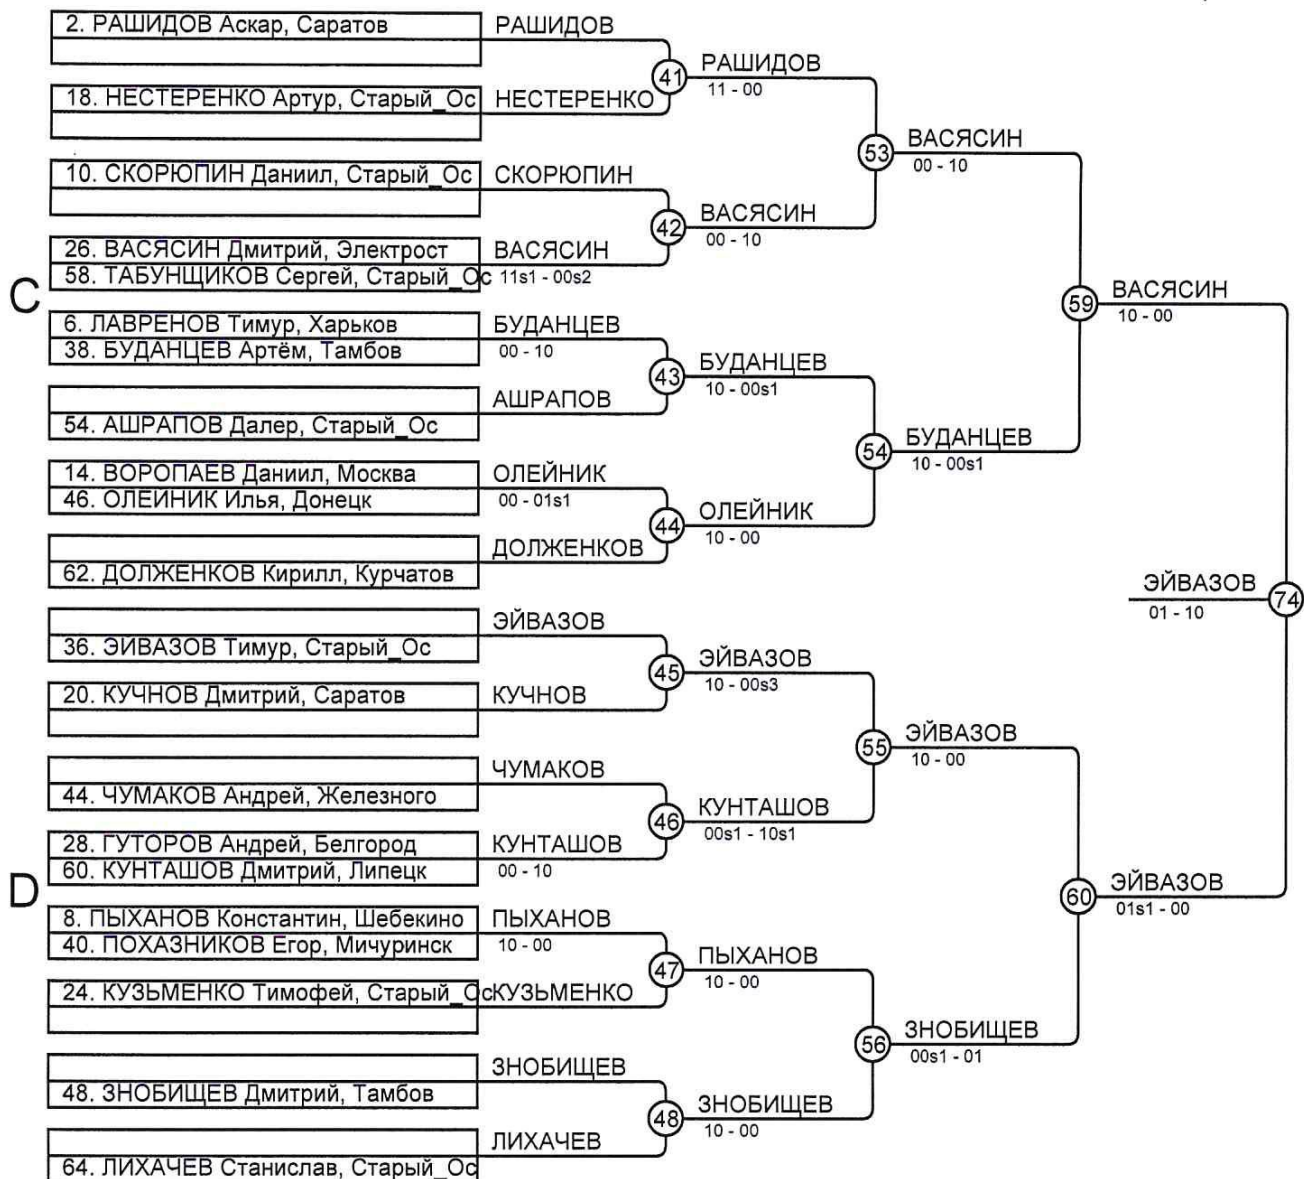 2. РАШИДОВ Аскар, Саратов
РАШИДОВ
41
РАШИДОВ
11 - 00
18. НЕСТЕРЕНКО Артур, Старый_Ос
НЕСТЕРЕНКО
53
ВАСЯСИН
00 - 10
10. СКОРЮПИН Даниил, Старый_Ос
СКОРЮПИН
42
ВАСЯСИН
00 - 10
26. ВАСЯСИН Дмитрий, Электрост
ВАСЯСИН
58. ТАБУНЩИКОВ Сергей, Старый_Ос
11s1 - 00s2
C
59
ВАСЯСИН
10 - 00
6. ЛАВРЕНОВ Тимур, Харьков
БУДАНЦЕВ
38. БУДАНЦЕВ Артём, Тамбов
00 - 10
43
БУДАНЦЕВ
10 - 00s1
АШРАПОВ
54. АШРАПОВ Далер, Старый_Ос
54
БУДАНЦЕВ
10 - 00s1
14. ВОРОПАЕВ Даниил, Москва
ОЛЕЙНИК
46. ОЛЕЙНИК Илья, Донецк
00 - 01s1
44
ОЛЕЙНИК
10 - 00
ДОЛЖЕНКОВ
62. ДОЛЖЕНКОВ Кирилл, Курчатов
ЭЙВАЗОВ
01 - 10
74
ЭЙВАЗОВ
36. ЭЙВАЗОВ Тимур, Старый_Ос
45
ЭЙВАЗОВ
10 - 00s3
20. КУЧНОВ Дмитрий, Саратов
КУЧНОВ
55
ЭЙВАЗОВ
10 - 00
ЧУМАКОВ
44. ЧУМАКОВ Андрей, Железного
46
КУНТАШОВ
00s1 - 10s1
28. ГУТОРОВ Андрей, Белгород
КУНТАШОВ
60. КУНТАШОВ Дмитрий, Липецк
00 - 10
D
60
ЭЙВАЗОВ
01s1 - 00
8. ПЫХАНОВ Константин, Шебекино
ПЫХАНОВ
40. ПОХАЗНИКОВ Егор, Мичуринск
10 - 00
47
ПЫХАНОВ
10 - 00
24. КУЗЬМЕНКО Тимофей, Старый_Ос
КУЗЬМЕНКО
56
ЗНОБИЩЕВ
00s1 - 01
ЗНОБИЩЕВ
48. ЗНОБИЩЕВ Дмитрий, Тамбов
48
ЗНОБИЩЕВ
10 - 00
ЛИХАЧЕВ
64. ЛИХАЧЕВ Станислав, Старый_Ос